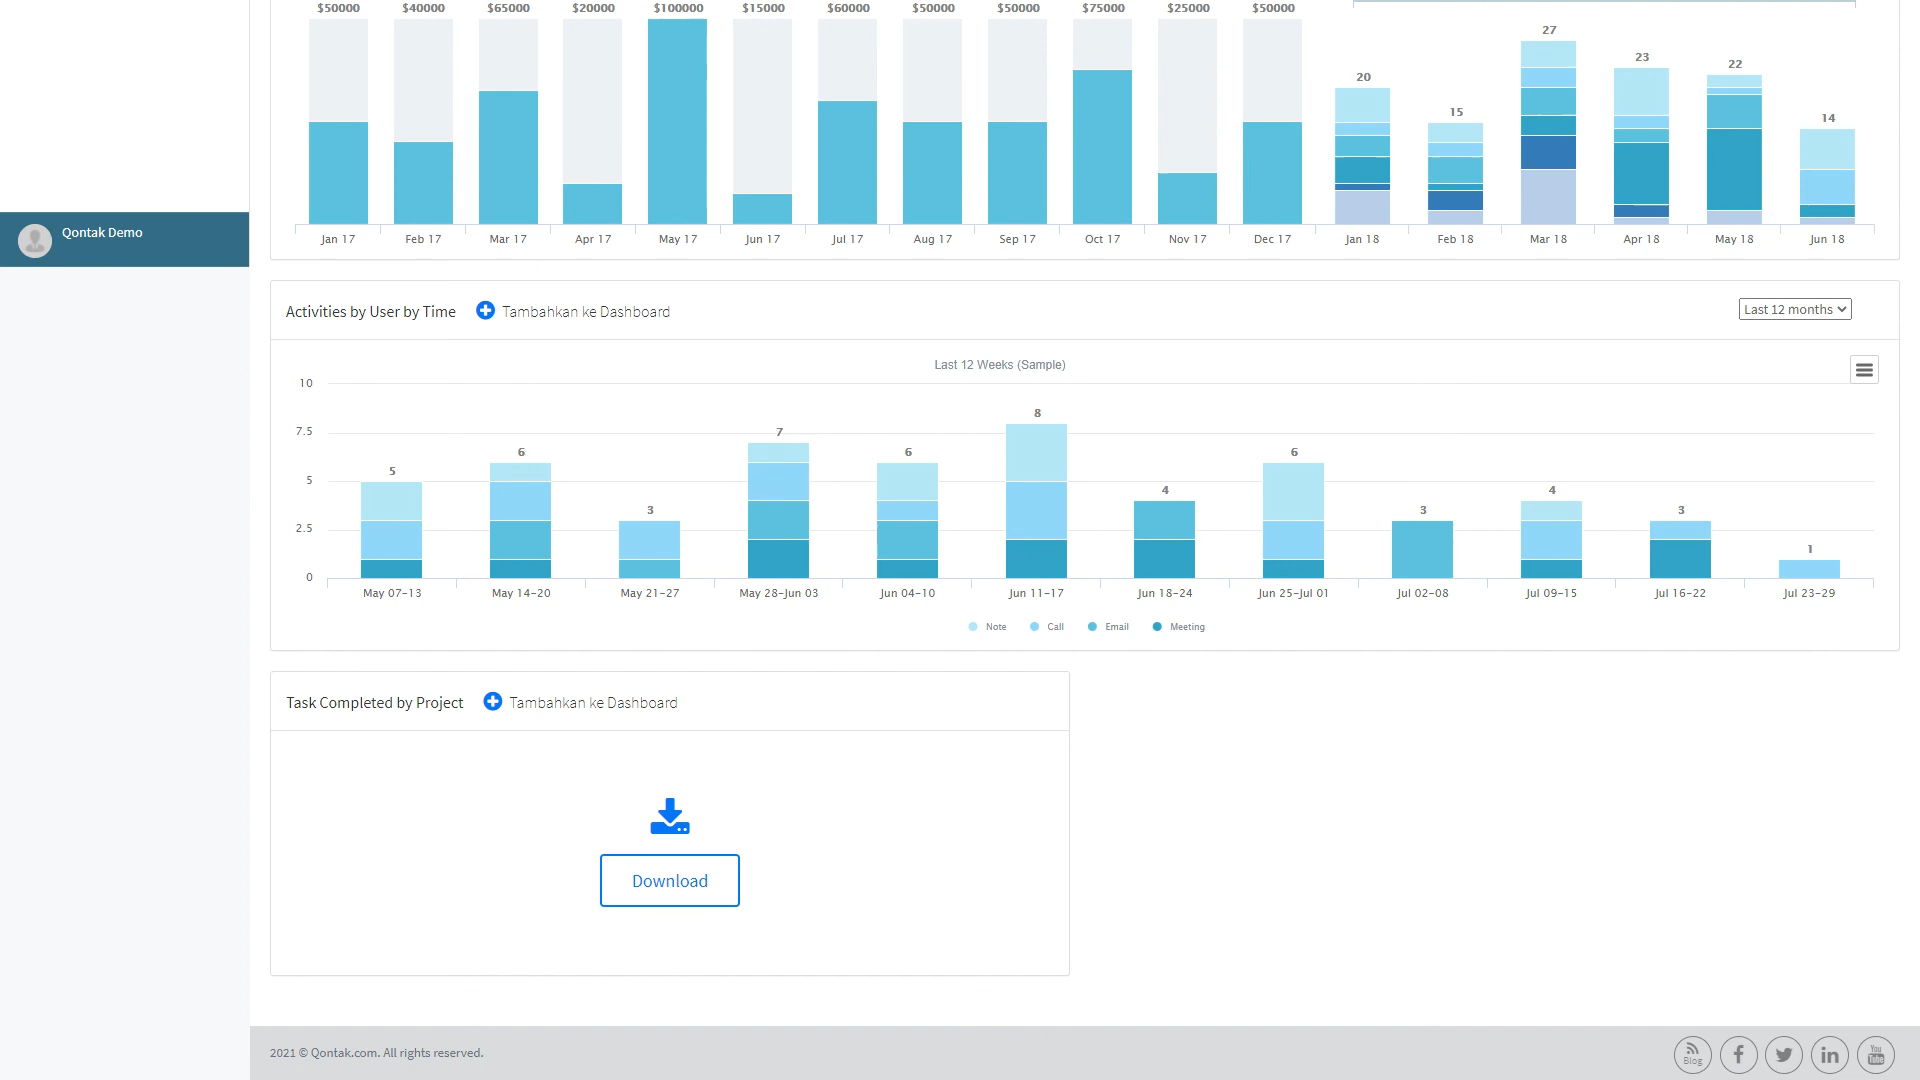 $50000 $40000 $65000 $20000 $100000 $15000 $60000 $50000 $50000 $75000 $25000 $50000
27
23
22
20
15
14
Jan 17 Feb 17 Mar 17 Apr 17 May 17 Jun 17 Jul 17 Aug 17 Sep 17 Oct 17 Nov 17 Dec 17 Jan 18 Feb 18 Mar 18 Apr 18 May 18 Jun 18
Qontak Demo
Activities by User by Time Tambahkan ke Dashboard Last 12 months
Last 12 Weeks (Sample)
10
7.5
5
2.5
0
5 6 3 7 6 8 4 6 3 4 3 1
May 07-13 May 14-20 May 21-27 May 28-Jun 03 Jun 04-10 Jun 11-17 Jun 18-24 Jun 25-Jul 01 Jul 02-08 Jul 09-15 Jul 16-22 Jul 23-29
Note Call Email Meeting
Task Completed by Project Tambahkan ke Dashboard
Download
2021 © Qontak.com. All rights reserved.
Blog
You Tube